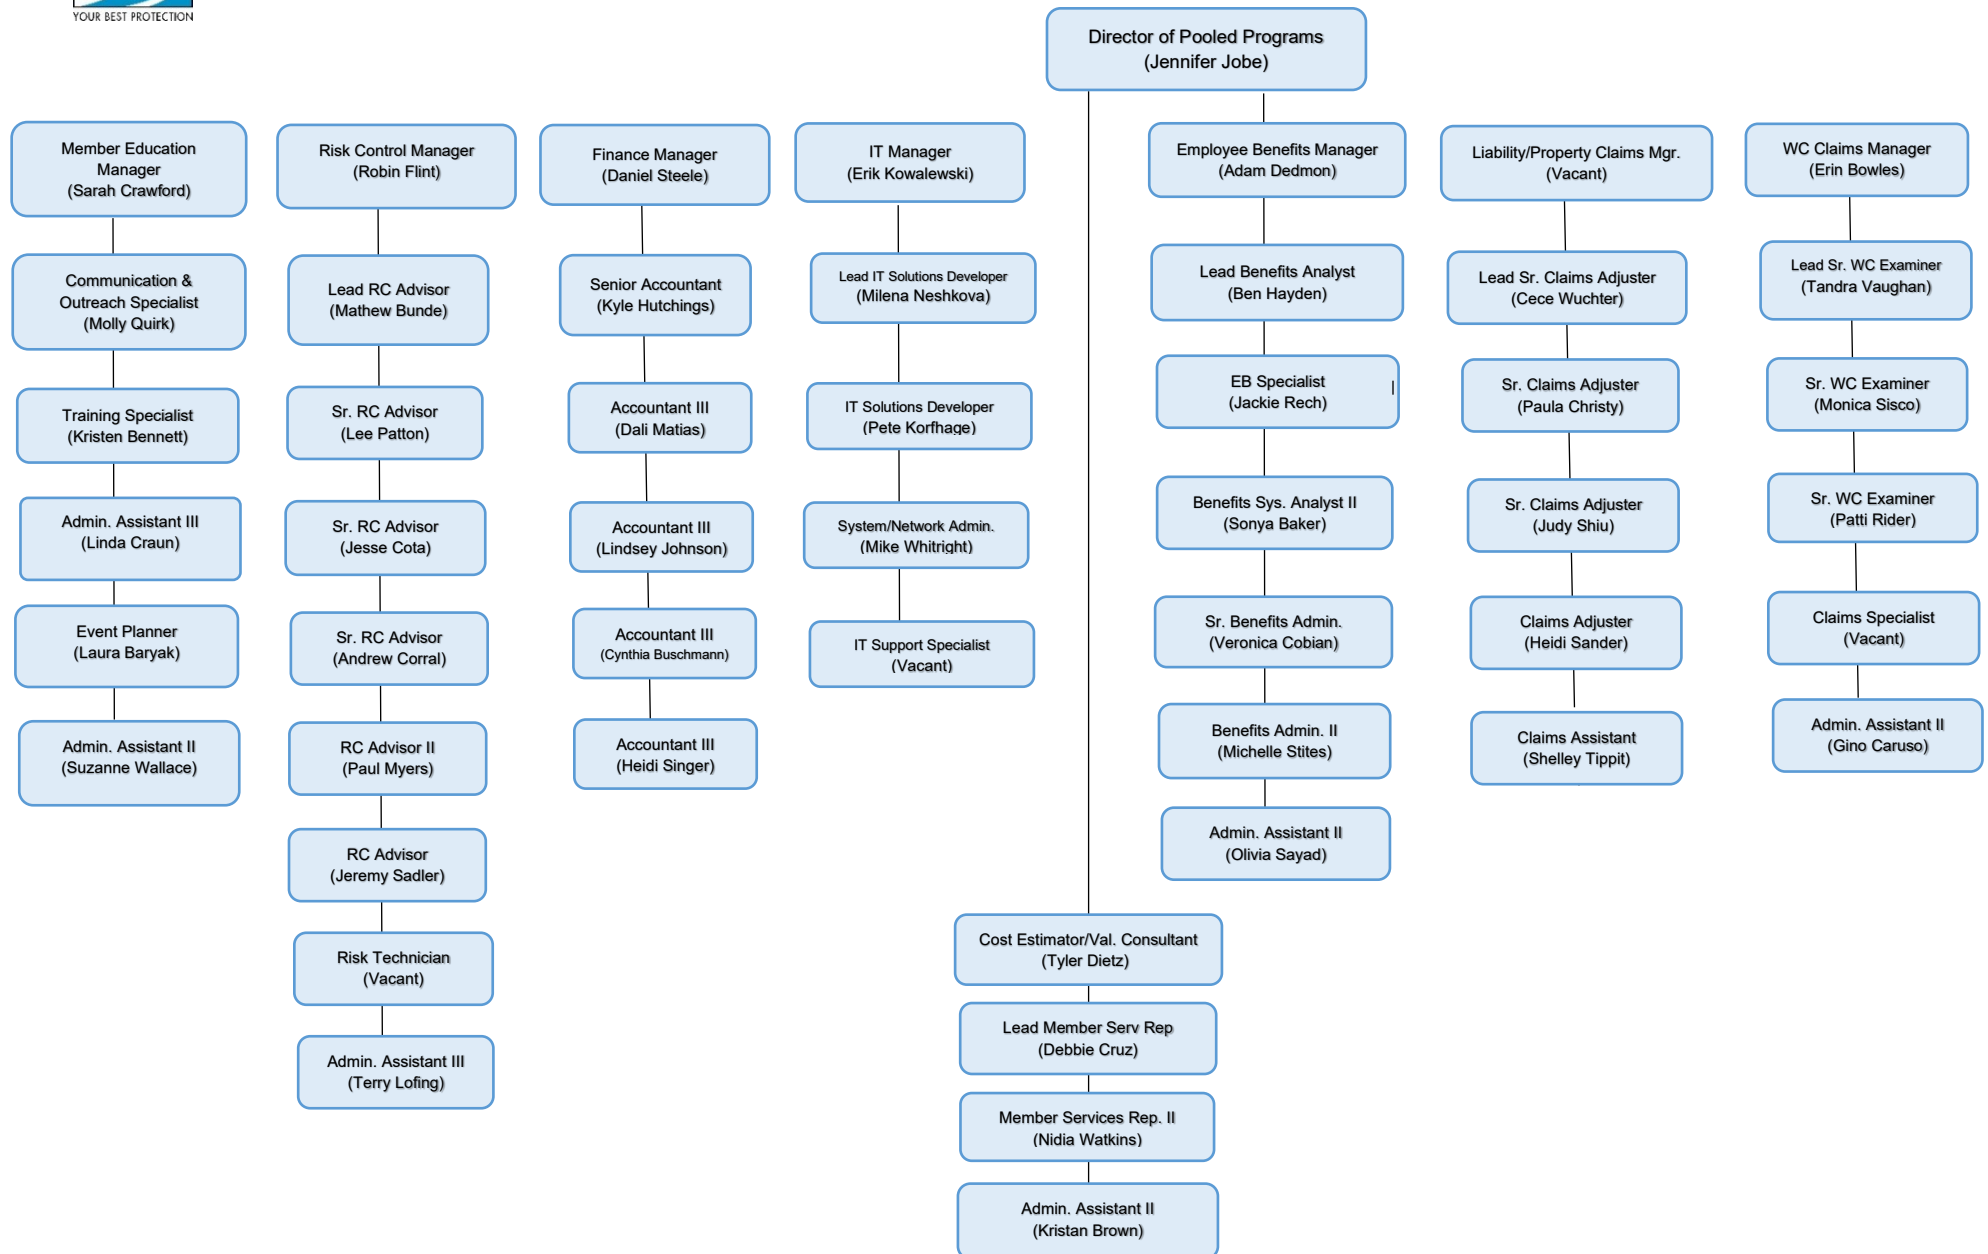 YOUR BEST PROTECTION
Director of Pooled Programs
(Jennifer Jobe)
Member Education
Manager
(Sarah Crawford)
Communication &
Outreach Specialist
(Molly Quirk)
Training Specialist
(Kristen Bennett)
Admin. Assistant III
(Linda Craun)
Event Planner
(Laura Baryak)
Admin. Assistant II
(Suzanne Wallace)
Risk Control Manager
(Robin Flint)
Lead RC Advisor
(Mathew Bunde)
Sr. RC Advisor
(Lee Patton)
Sr. RC Advisor
(Jesse Cota)
Sr. RC Advisor
(Andrew Corral)
RC Advisor II
(Paul Myers)
RC Advisor
(Jeremy Sadler)
Risk Technician
(Vacant)
Admin. Assistant III
(Terry Lofing)
Finance Manager
(Daniel Steele)
Senior Accountant
(Kyle Hutchings)
Accountant III
(Dali Matias)
Accountant III
(Lindsey Johnson)
Accountant III
(Cynthia Buschmann)
Accountant III
(Heidi Singer)
IT Manager
(Erik Kowalewski)
Lead IT Solutions Developer
(Milena Neshkova)
IT Solutions Developer
(Pete Korfhage)
System/Network Admin.
(Mike Whitright)
IT Support Specialist
(Vacant)
Employee Benefits Manager
(Adam Dedmon)
Lead Benefits Analyst
(Ben Hayden)
EB Specialist
(Jackie Rech)
Benefits Sys. Analyst II
(Sonya Baker)
Sr. Benefits Admin.
(Veronica Cobian)
Benefits Admin. II
(Michelle Stites)
Admin. Assistant II
(Olivia Sayad)
Liability/Property Claims Mgr.
(Vacant)
Lead Sr. Claims Adjuster
(Cece Wuchter)
Sr. Claims Adjuster
(Paula Christy)
Sr. Claims Adjuster
(Judy Shiu)
Claims Adjuster
(Heidi Sander)
Claims Assistant
(Shelley Tippit)
WC Claims Manager
(Erin Bowles)
Lead Sr. WC Examiner
(Tandra Vaughan)
Sr. WC Examiner
(Monica Sisco)
Sr. WC Examiner
(Patti Rider)
Claims Specialist
(Vacant)
Admin. Assistant II
(Gino Caruso)
Cost Estimator/Val. Consultant
(Tyler Dietz)
Lead Member Serv Rep
(Debbie Cruz)
Member Services Rep. II
(Nidia Watkins)
Admin. Assistant II
(Kristan Brown)